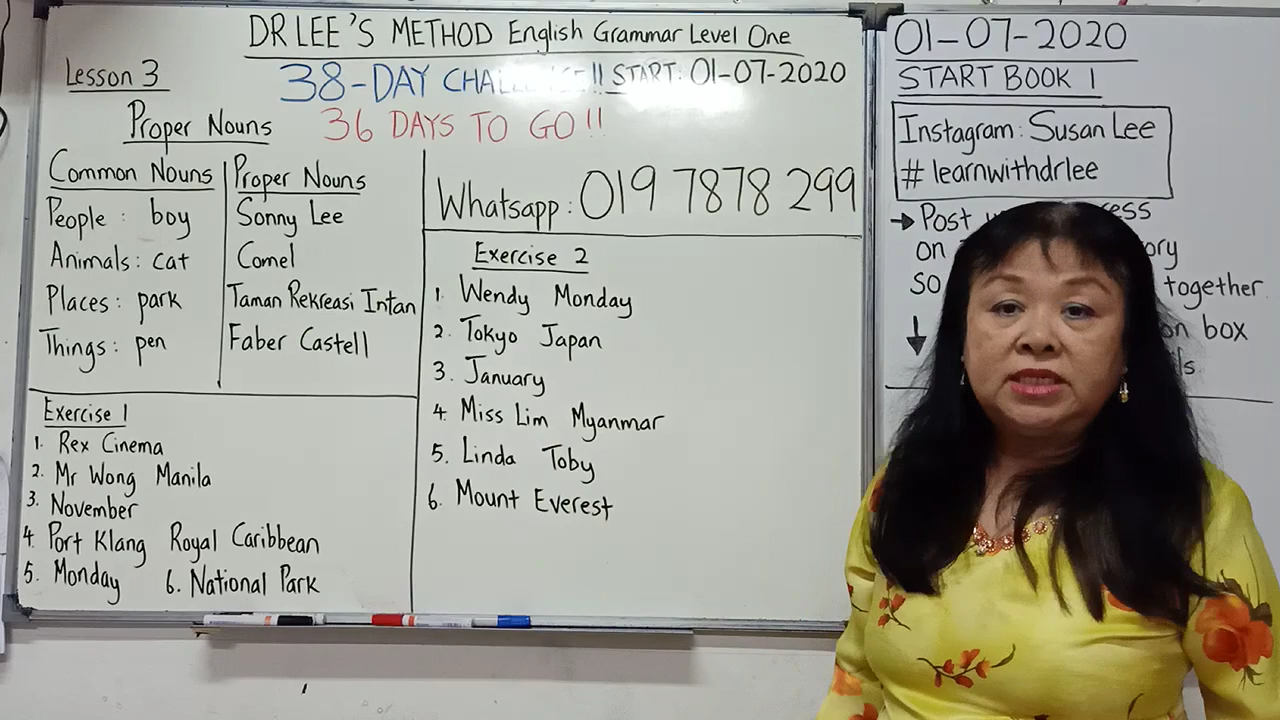 DR LEE'S METHOD English Grammar Level One
Lesson 3
38-DAY !! START: 01-07-2020
Proper Nouns
36 DAYS TO GO!!
Common Nouns
People: boy
Animals: cat
Places: park
Things: pen
Proper Nouns
Sonny Lee
Comel
Taman Rekreasi Intan
Faber Castell
Whatsapp: 019 7878 299
Exercise 1
1. Rex Cinema
2. Mr Wong Manila
3. November
4. Port Klang Royal Caribbean
5. Monday 6. National Park
Exercise 2
1. Wendy Monday
2. Tokyo Japan
3. January
4. Miss Lim Myanmar
5. Linda Toby
6. Mount Everest
01-07-2020
START BOOK 1
Instagram: Susan Lee
# learnwithdrlee
→ Post
on
so together
↓ box